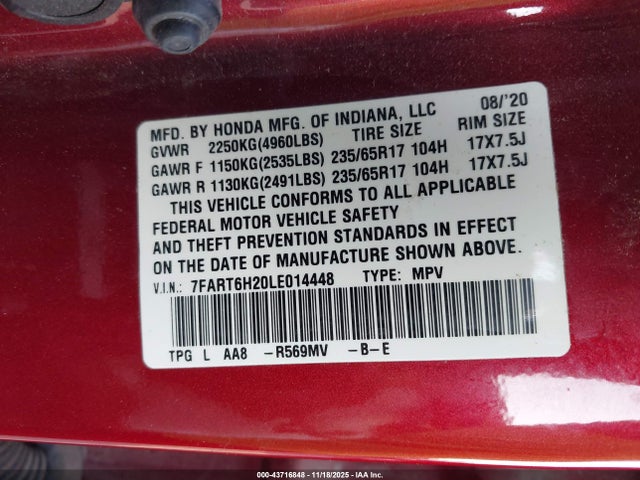 MFD. BY HONDA MFG. OF INDIANA, LLC 08/'20
GVWR 2250KG(4960LBS) TIRE SIZE RIM SIZE
GAWR F 1150KG(2535LBS) 235/65R17 104H 17X7.5J
GAWR R 1130KG(2491LBS) 235/65R17 104H 17X7.5J
THIS VEHICLE CONFORMS TO ALL APPLICABLE
FEDERAL MOTOR VEHICLE SAFETY
AND THEFT PREVENTION STANDARDS IN EFFECT
ON THE DATE OF MANUFACTURE SHOWN ABOVE.
V.I.N.: 7FART6H20LE014448 TYPE: MPV
TPG L AA8 -R569MV -B-E
000-43716848 11/18/2025 IAA Inc.